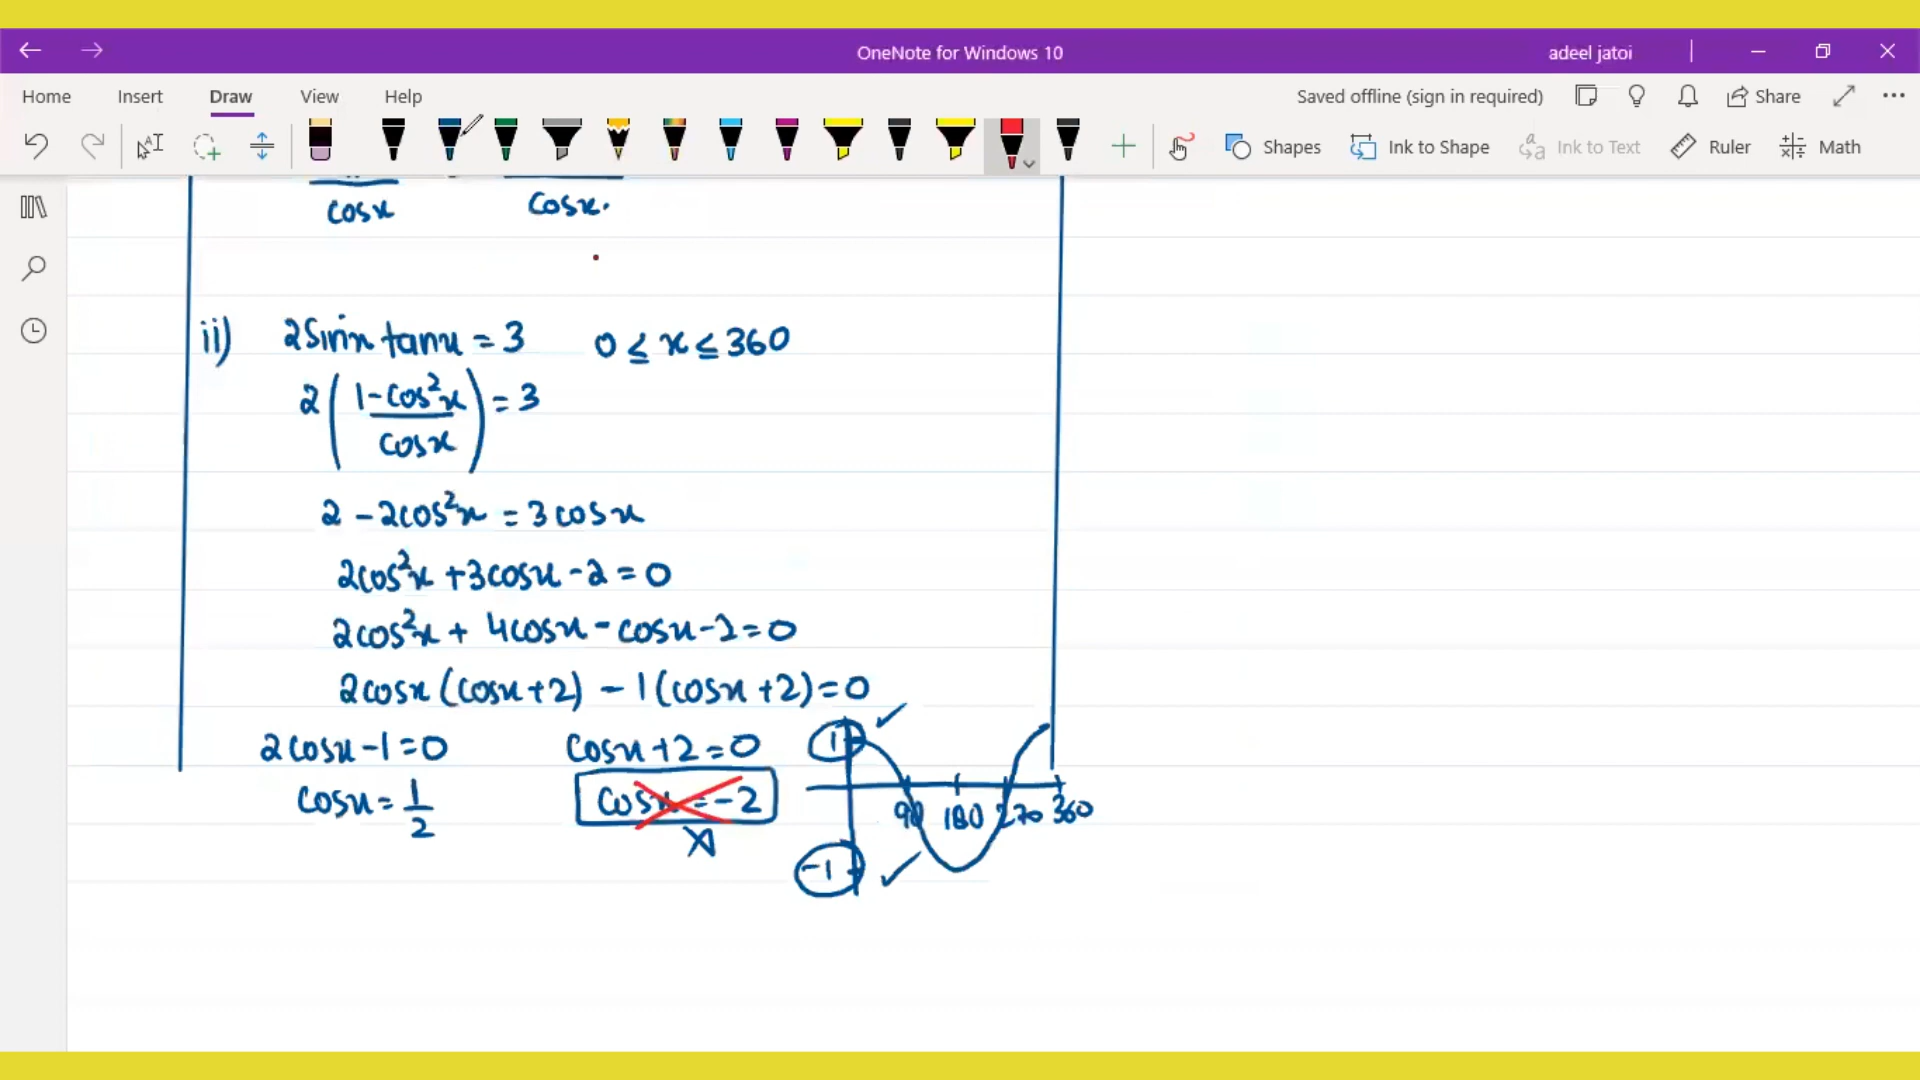 OneNote for Windows 10
adeel jatoi
Home Insert Draw View Help
Saved offline (sign in required) Share
Shapes Ink to Shape Ink to Text Ruler Math
cosx cosx.
ii) 2Sinx tanx = 3 0 ≤ x ≤ 360
2(1-cos²x/cosx) = 3
2 - 2cos²x = 3cosx
2cos²x + 3cosx - 2 = 0
2cos²x + 4cosx - cosx - 2 = 0
2cosx (cosx + 2) - 1(cosx + 2) = 0
2cosx - 1 = 0 cosx + 2 = 0
cosx = 1/2 cosx = -2
1
90 180 270 360
-1